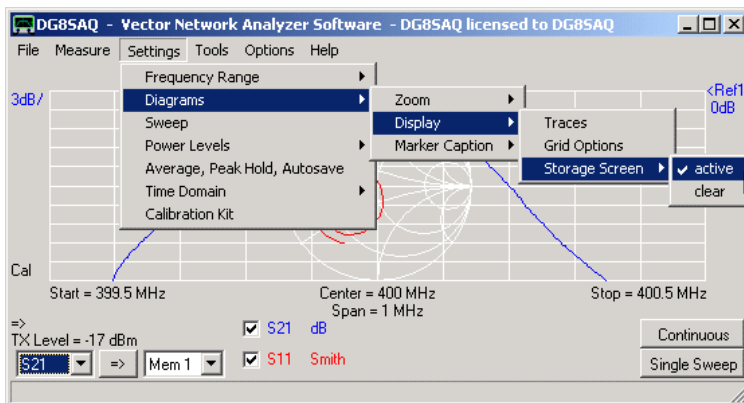 DG8SAQ - Vector Network Analyzer Software - DG8SAQ licensed to DG8SAQ
File Measure Settings Tools Options Help
Frequency Range
3dB/ Diagrams Zoom <Ref1
0dB
Sweep Display Traces
Power Levels Marker Caption Grid Options
Average, Peak Hold, Autosave Storage Screen active
Time Domain clear
Calibration Kit
Cal
Start = 399.5 MHz Center = 400 MHz Stop = 400.5 MHz
Span = 1 MHz
=>
TX Level = -17 dBm S21 dB Continuous
S21 => Mem 1 S11 Smith Single Sweep